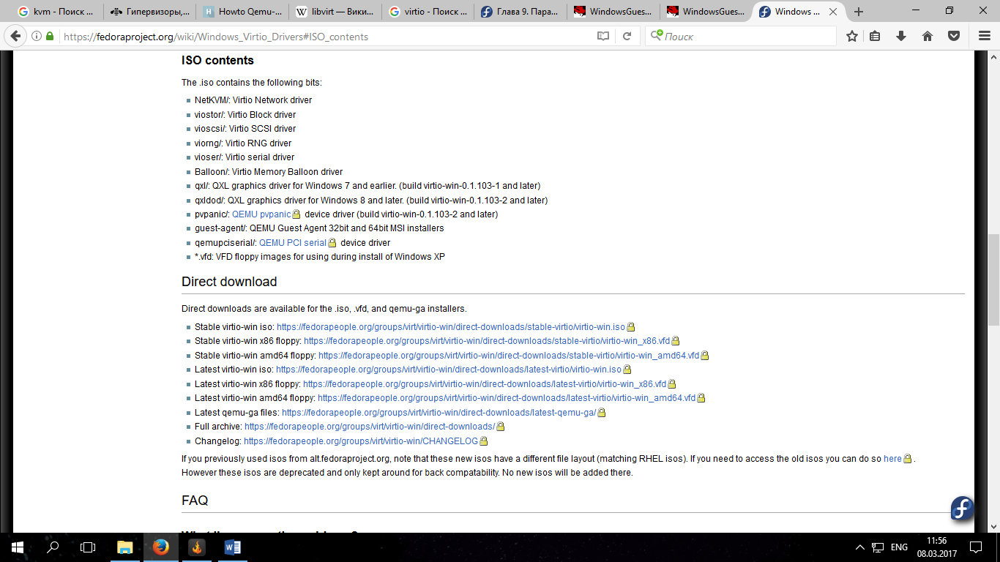 kvm - Поиск ...
Гипервизоры,...
Howto Qemu-...
libvirt — Вики...
virtio - Поиск ...
Глава 9. Пара...
WindowsGues...
WindowsGues...
Windows ...
https://fedoraproject.org/wiki/Windows_Virtio_Drivers#ISO_contents
Поиск
ISO contents
The .iso contains the following bits:
NetKVM/: Virtio Network driver
viostor/: Virtio Block driver
vioscsi/: Virtio SCSI driver
viorng/: Virtio RNG driver
vioser/: Virtio serial driver
Balloon/: Virtio Memory Balloon driver
qxl/: QXL graphics driver for Windows 7 and earlier. (build virtio-win-0.1.103-1 and later)
qxldod/: QXL graphics driver for Windows 8 and later. (build virtio-win-0.1.103-2 and later)
pvpanic/: QEMU pvpanic device driver (build virtio-win-0.1.103-2 and later)
guest-agent/: QEMU Guest Agent 32bit and 64bit MSI installers
qemupciserial/: QEMU PCI serial device driver
*.vfd: VFD floppy images for using during install of Windows XP
Direct download
Direct downloads are available for the .iso, .vfd, and qemu-ga installers.
Stable virtio-win iso: https://fedorapeople.org/groups/virt/virtio-win/direct-downloads/stable-virtio/virtio-win.iso
Stable virtio-win x86 floppy: https://fedorapeople.org/groups/virt/virtio-win/direct-downloads/stable-virtio/virtio-win_x86.vfd
Stable virtio-win amd64 floppy: https://fedorapeople.org/groups/virt/virtio-win/direct-downloads/stable-virtio/virtio-win_amd64.vfd
Latest virtio-win iso: https://fedorapeople.org/groups/virt/virtio-win/direct-downloads/latest-virtio/virtio-win.iso
Latest virtio-win x86 floppy: https://fedorapeople.org/groups/virt/virtio-win/direct-downloads/latest-virtio/virtio-win_x86.vfd
Latest virtio-win amd64 floppy: https://fedorapeople.org/groups/virt/virtio-win/direct-downloads/latest-virtio/virtio-win_amd64.vfd
Latest qemu-ga files: https://fedorapeople.org/groups/virt/virtio-win/direct-downloads/latest-qemu-ga/
Full archive: https://fedorapeople.org/groups/virt/virtio-win/direct-downloads/
Changelog: https://fedorapeople.org/groups/virt/virtio-win/CHANGELOG
If you previously used isos from alt.fedoraproject.org, note that these new isos have a different file layout (matching RHEL isos). If you need to access the old isos you can do so here .
However these isos are deprecated and only kept around for back compatability. No new isos will be added there.
FAQ
ENG
11:56
08.03.2017